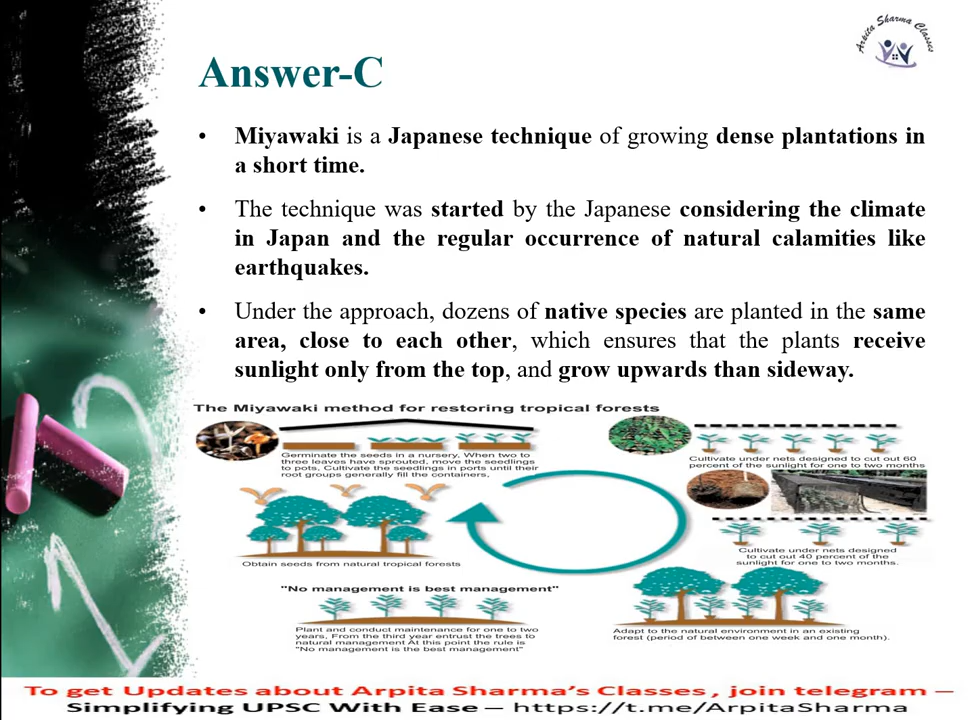 Arpita Sharma Classes
Answer-C
• Miyawaki is a Japanese technique of growing dense plantations in
a short time.
• The technique was started by the Japanese considering the climate
in Japan and the regular occurrence of natural calamities like
earthquakes.
• Under the approach, dozens of native species are planted in the same
area, close to each other, which ensures that the plants receive
sunlight only from the top, and grow upwards than sideway.
The Miyawaki method for restoring tropical forests
Germinate the seeds in a nursery, When two to
three leaves have sprouted, move the seedlings
to pots, Cultivate the seedlings in ports until their
root groups generally fill the containers,
Cultivate under nets designed to cut out 60
percent of the sunlight for one to two months
Cultivate under nets designed
to cut out 40 percent of the
sunlight for one to two months.
Obtain seeds from natural tropical forests
"No management is best management"
Plant and conduct maintenance for one to two
years, From the third year entrust the trees to
natural management At this point the rule is
"No management is the best management"
Adapt to the natural environment in an existing
forest (period of between one week and one month).
To get Updates about Arpita Sharma's Classes , join telegram –
Simplifying UPSC With Ease – https://t.me/ArpitaSharma